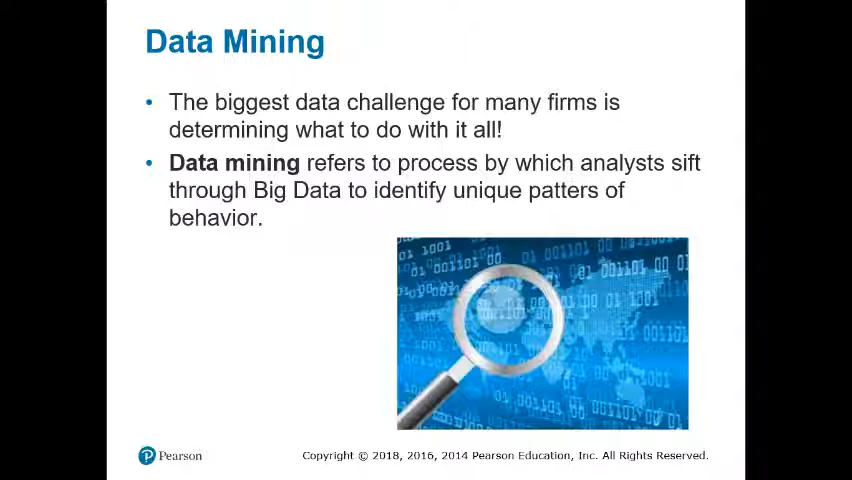 Data Mining
• The biggest data challenge for many firms is
determining what to do with it all!
• Data mining refers to process by which analysts sift
through Big Data to identify unique patters of
behavior.
Pearson
Copyright © 2018, 2016, 2014 Pearson Education, Inc. All Rights Reserved.